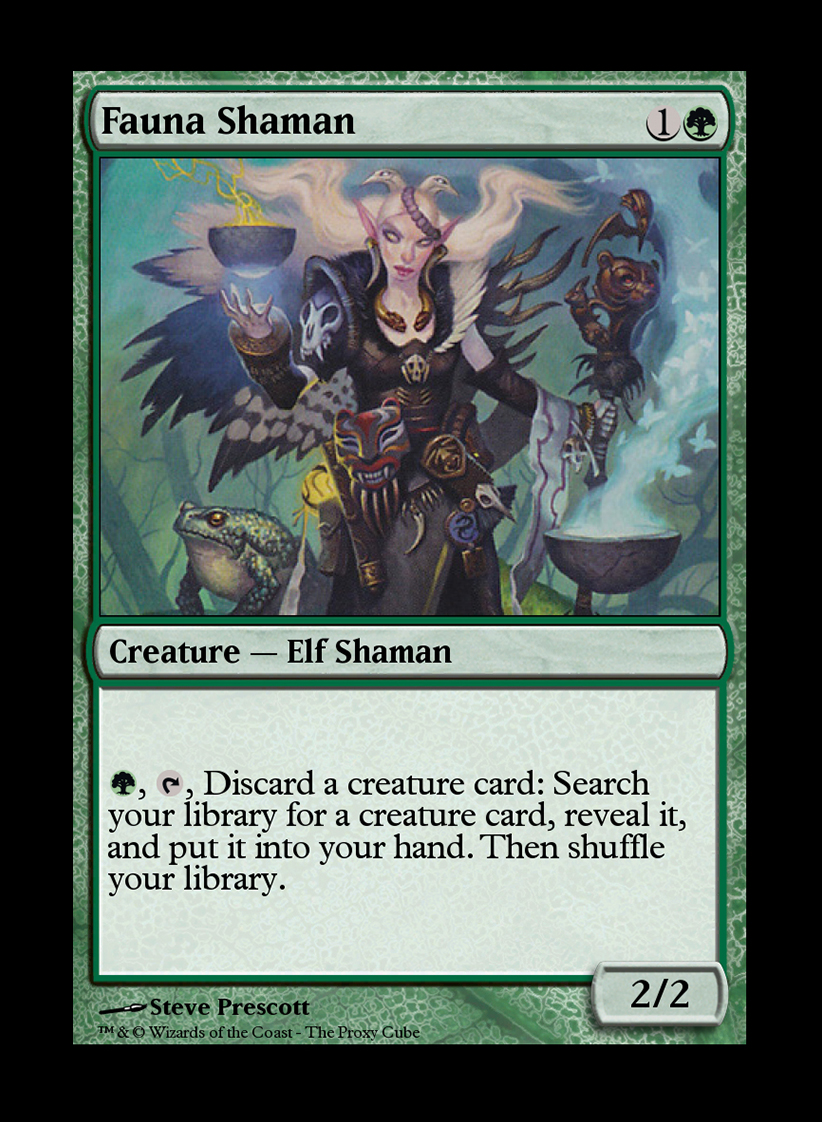 Fauna Shaman 1
Creature — Elf Shaman
, , Discard a creature card: Search
your library for a creature card, reveal it,
and put it into your hand. Then shuffle
your library.
2/2
Steve Prescott
™ & © Wizards of the Coast - The Proxy Cube